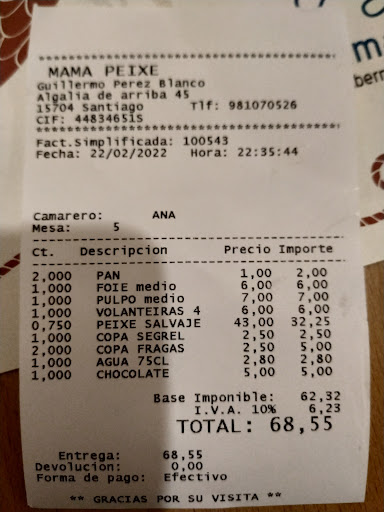 m
berm
********************************
MAMA PEIXE
Guillermo Perez Blanco
Algalia de arriba 45
15704 Santiago Tlf: 981070526
CIF: 44834651S
********************************
Fact.Simplificada: 100543
Fecha: 22/02/2022 Hora: 22:35:44
Camarero: ANA
Mesa: 5
Ct. Descripcion Precio Importe
2,000 PAN 1,00 2,00
1,000 FOIE medio 6,00 6,00
1,000 PULPO medio 7,00 7,00
1,000 VOLANTEIRAS 4 6,00 6,00
0,750 PEIXE SALVAJE 43,00 32,25
1,000 COPA SEGREL 2,50 2,50
2,000 COPA FRAGAS 2,50 5,00
1,000 AGUA 75CL 2,80 2,80
1,000 CHOCOLATE 5,00 5,00
Base Imponible: 62,32
I.V.A. 10% 6,23
TOTAL: 68,55
Entrega: 68,55
Devolucion: 0,00
Forma de pago: Efectivo
** GRACIAS POR SU VISITA **